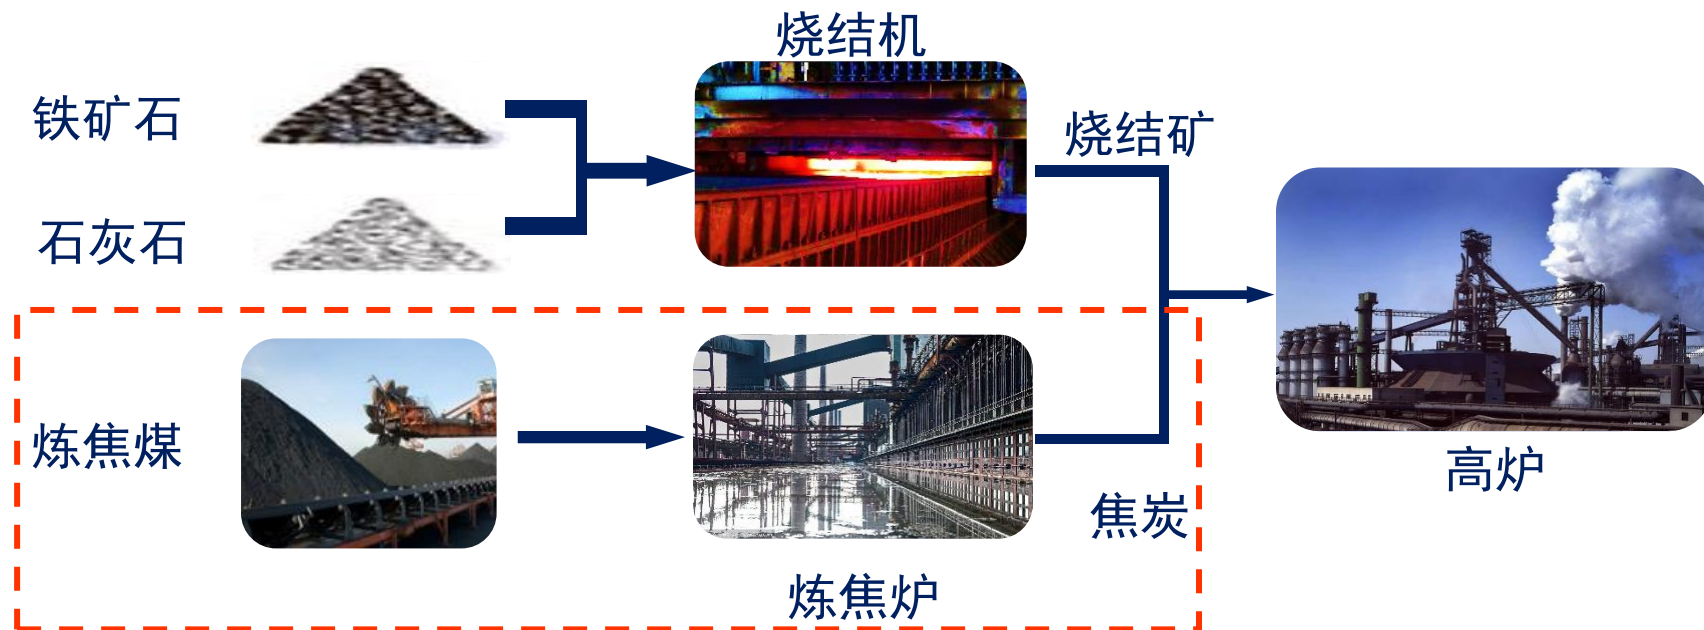 烧结机
铁矿石
烧结矿
石灰石
炼焦煤
高炉
焦炭
炼焦炉